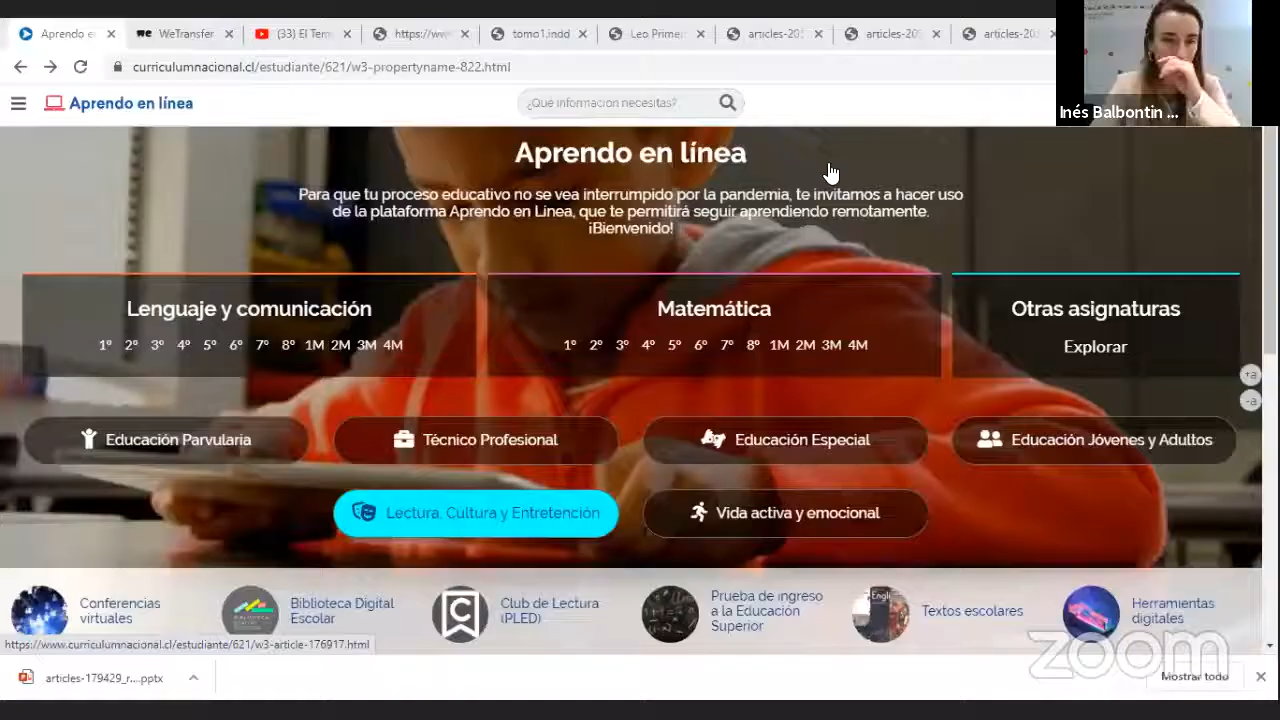 Aprendo e
WeTransfer
(33) El Tem
https://ww
tomo1.indd
Leo Prime
articles-20
articles-20
articles-20
curriculumnacional.cl/estudiante/621/w3-propertyname-822.html
Inés Balbontin ...
Aprendo en línea
¿Qué información necesitas?
Aprendo en línea
Para que tu proceso educativo no se vea interrumpido por la pandemia, te invitamos a hacer uso
de la plataforma Aprendo en Línea, que te permitirá seguir aprendiendo remotamente.
¡Bienvenido!
Lenguaje y comunicación
1° 2° 3° 4° 5° 6° 7° 8° 1M 2M 3M 4M
Matemática
1° 2° 3° 4° 5° 6° 7° 8° 1M 2M 3M 4M
Otras asignaturas
Explorar
+a
-a
Educación Parvularia
Técnico Profesional
Educación Especial
Educación Jóvenes y Adultos
Lectura, Cultura y Entretención
Vida activa y emocional
Conferencias
virtuales
Biblioteca Digital
Escolar
Club de Lectura
(PLED)
Prueba de ingreso
a la Educación
Superior
Textos escolares
Herramientas
digitales
https://www.curriculumnacional.cl/estudiante/621/w3-article-176917.html
zoom
articles-179429_r....pptx
Mostrar todo